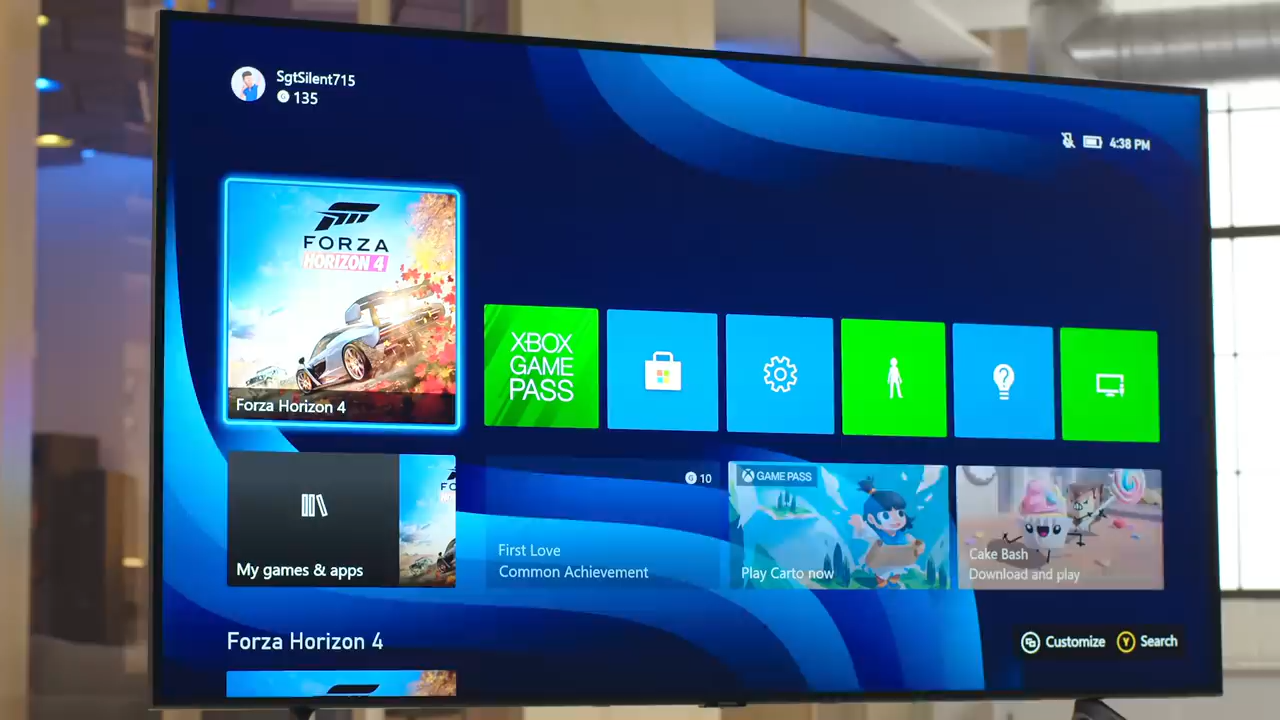 SgtSilent715
G 135
4:38 PM
FORZA
HORIZON 4
Forza Horizon 4
XBOX
GAME
PASS
My games & apps
G 10
First Love
Common Achievement
GAME PASS
Play Carto now
Cake Bash
Download and play
Forza Horizon 4
Customize
Y Search